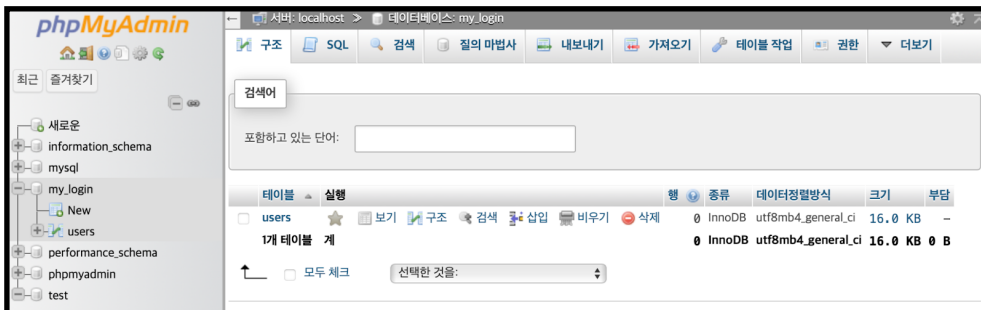 phpMyAdmin
최근 즐겨찾기
새로운
information_schema
mysql
my_login
New
users
performance_schema
phpmyadmin
test
서버: localhost » 데이터베이스: my_login
구조 SQL 검색 질의 마법사 내보내기 가져오기 테이블 작업 권한 더보기
검색어
포함하고 있는 단어:
테이블 실행 행 종류 데이터정렬방식 크기 부담
users 보기 구조 검색 삽입 비우기 삭제 0 InnoDB utf8mb4_general_ci 16.0 KB –
1개 테이블 계 0 InnoDB utf8mb4_general_ci 16.0 KB 0 B
모두 체크 선택한 것을: